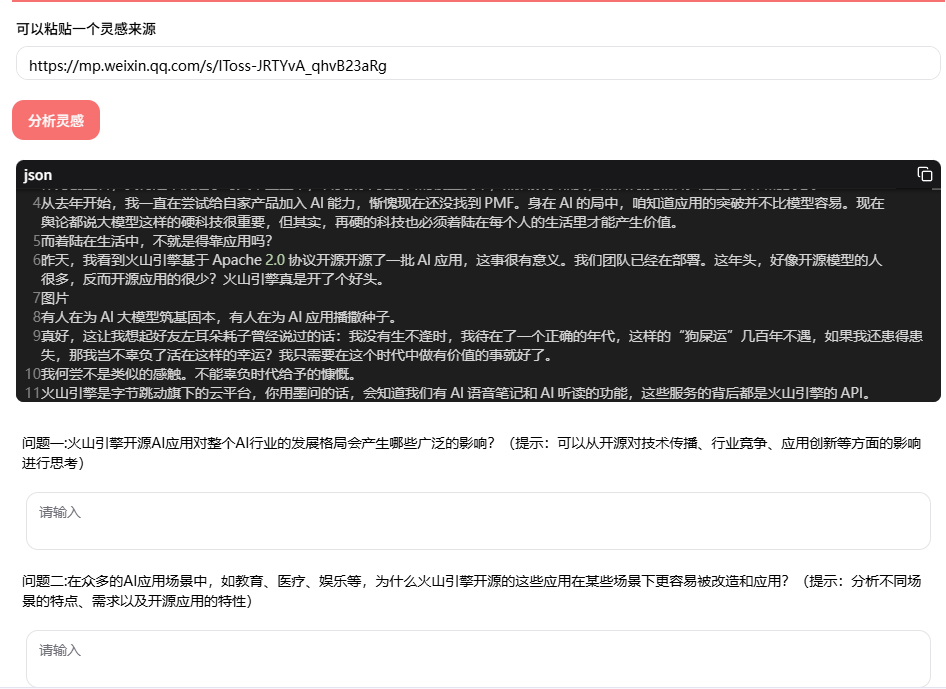 可以粘贴一个灵感来源
https://mp.weixin.qq.com/s/IToss-JRTYvA_qhvB23aRg
分析灵感
json
4从去年开始，我一直在尝试给自家产品加入 AI 能力，惭愧现在还没找到 PMF。身在 AI 的局中，咱知道应用的突破并不比模型容易。现在
舆论都说大模型这样的硬科技很重要，但其实，再硬的科技也必须着陆在每个人的生活里才能产生价值。
5而着陆在生活中，不就是得靠应用吗？
6昨天，我看到火山引擎基于 Apache 2.0 协议开源开源了一批 AI 应用，这事很有意义。我们团队已经在部署。这年头，好像开源模型的人
很多，反而开源应用的很少？火山引擎真是开了个好头。
7图片
8有人在为 AI 大模型筑基固本，有人在为 AI 应用播撒种子。
9真好，这让我想起好友左耳朵耗子曾经说过的话：我没有生不逢时，我待在了一个正确的年代，这样的“狗屎运”几百年不遇，如果我还患得患
失，那我岂不辜负了活在这样的幸运？我只需要在这个时代中做有价值的事就好了。
10我何尝不是类似的感触。不能辜负时代给予的慷慨。
11火山引擎是字节跳动旗下的云平台，你用墨问的话，会知道我们有 AI 语音笔记和 AI 听读的功能，这些服务的背后都是火山引擎的 API。
问题一:火山引擎开源AI应用对整个AI行业的发展格局会产生哪些广泛的影响？（提示：可以从开源对技术传播、行业竞争、应用创新等方面的影响
进行思考）
请输入
问题二:在众多的AI应用场景中，如教育、医疗、娱乐等，为什么火山引擎开源的这些应用在某些场景下更容易被改造和应用？（提示：分析不同场
景的特点、需求以及开源应用的特性）
请输入